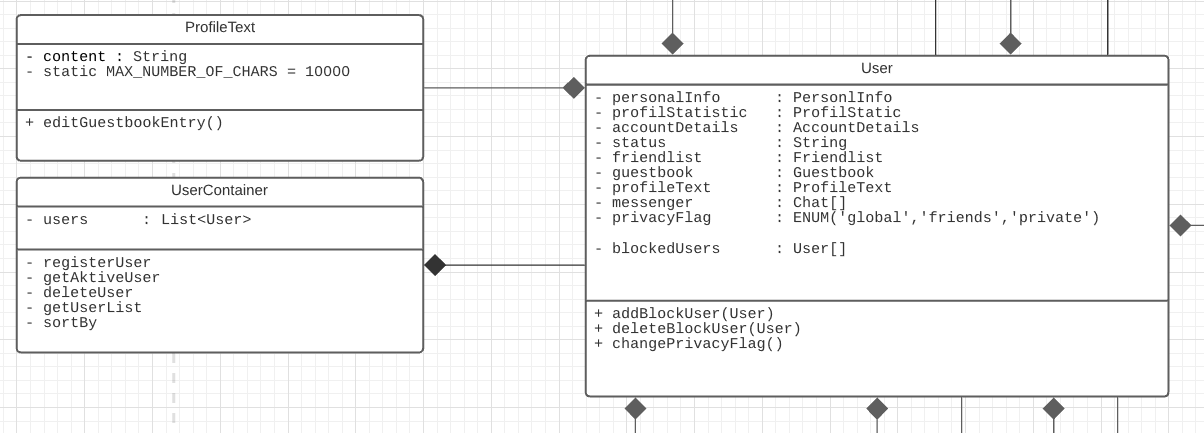 ProfileText
- content : String
- static MAX_NUMBER_OF_CHARS = 10000
+ editGuestbookEntry()
UserContainer
- users      : List<User>
- registerUser
- getAktiveUser
- deleteUser
- getUserList
- sortBy
User
- personalInfo      : PersonlInfo
- profilStatistic   : ProfilStatic
- accountDetails    : AccountDetails
- status            : String
- friendlist        : Friendlist
- guestbook         : Guestbook
- profileText       : ProfileText
- messenger         : Chat[]
- privacyFlag       : ENUM('global','friends','private')
- blockedUsers      : User[]
+ addBlockUser(User)
+ deleteBlockUser(User)
+ changePrivacyFlag()